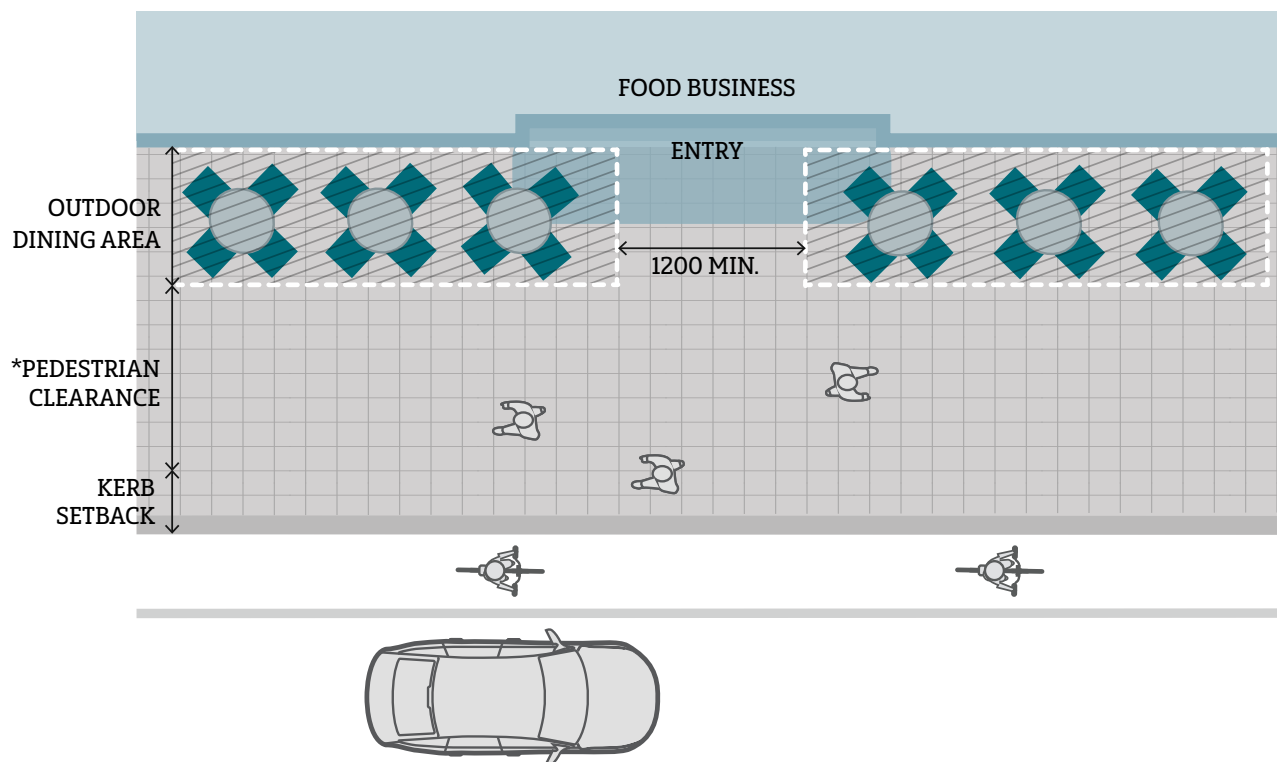 FOOD BUSINESS
ENTRY
OUTDOOR
DINING AREA
1200 MIN.
*PEDESTRIAN
CLEARANCE
KERB
SETBACK